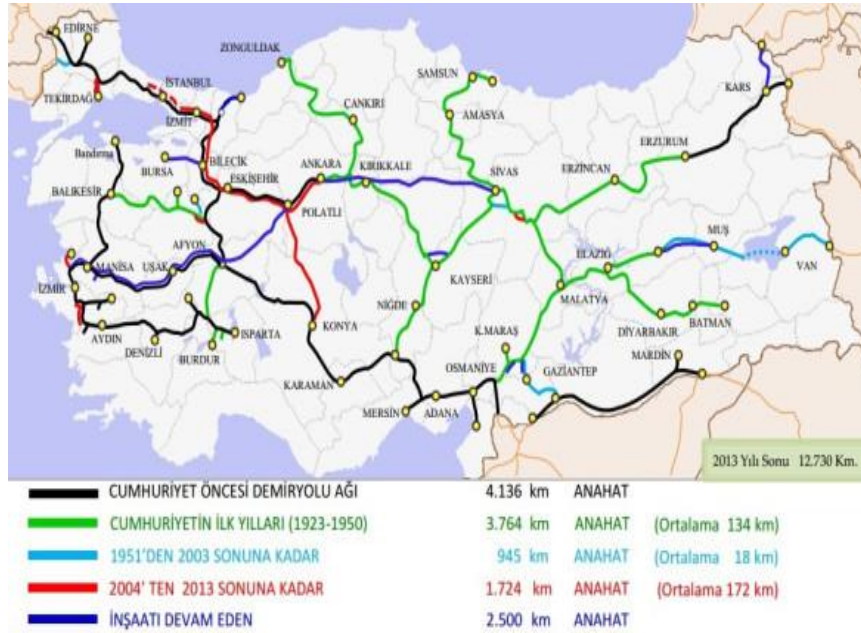 EDİRNE
ZONGULDAK
SAMSUN
İSTANBUL
TEKİRDAĞ
İZMİT
ÇANKIRI
AMASYA
KARS
ERZURUM
Bandırma
BİLECİK
BURSA
ANKARA
KIRIKKALE
SIVAS
ERZİNCAN
ESKİŞEHİR
BALIKESİR
POLATLI
AFYON
MUŞ
ELAZIĞ
MANİSA
UŞAK
VAN
KAYSERİ
İZMİR
MALATYA
NİĞDE
BATMAN
DİYARBAKIR
KONYA
K.MARAŞ
AYDIN
ISPARTA
MARDİN
DENİZLİ
BURDUR
OSMANİYE
GAZİANTEP
KARAMAN
MERSİN
ADANA
2013 Yılı Sonu 12.730 Km.
CUMHURİYET ÖNCESİ DEMİRYOLU AĞI 4.136 km ANAHAT
CUMHURİYETİN İLK YILLARI (1923-1950) 3.764 km ANAHAT (Ortalama 134 km)
1951'DEN 2003 SONUNA KADAR 945 km ANAHAT (Ortalama 18 km)
2004' TEN 2013 SONUNA KADAR 1.724 km ANAHAT (Ortalama 172 km)
İNŞAATI DEVAM EDEN 2.500 km ANAHAT